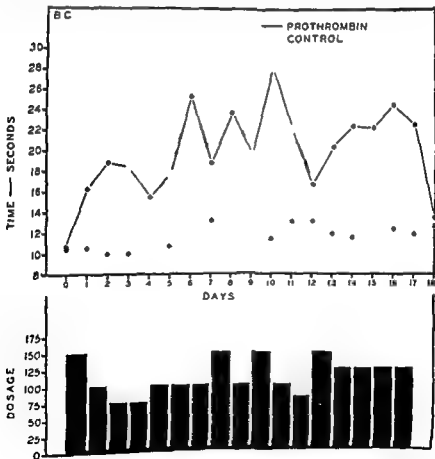 BC
PROTHROMBIN
CONTROL
TIME — SECONDS
30
28
26
24
22
20
18
16
14
12
10
8
0 1 2 3 4 5 6 7 8 9 10 11 12 13 14 15 16 17 18
DAYS
DOSAGE
175
150
125
100
75
50
25
0